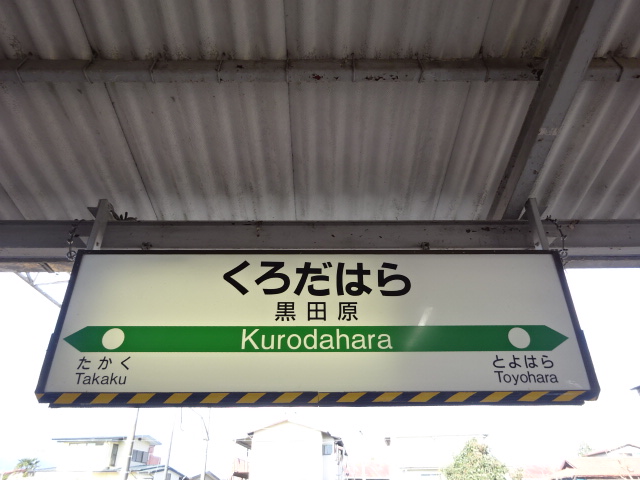 くろだはら
黒田原
Kurodahara
たかく
Takaku
とよはら
Toyohara